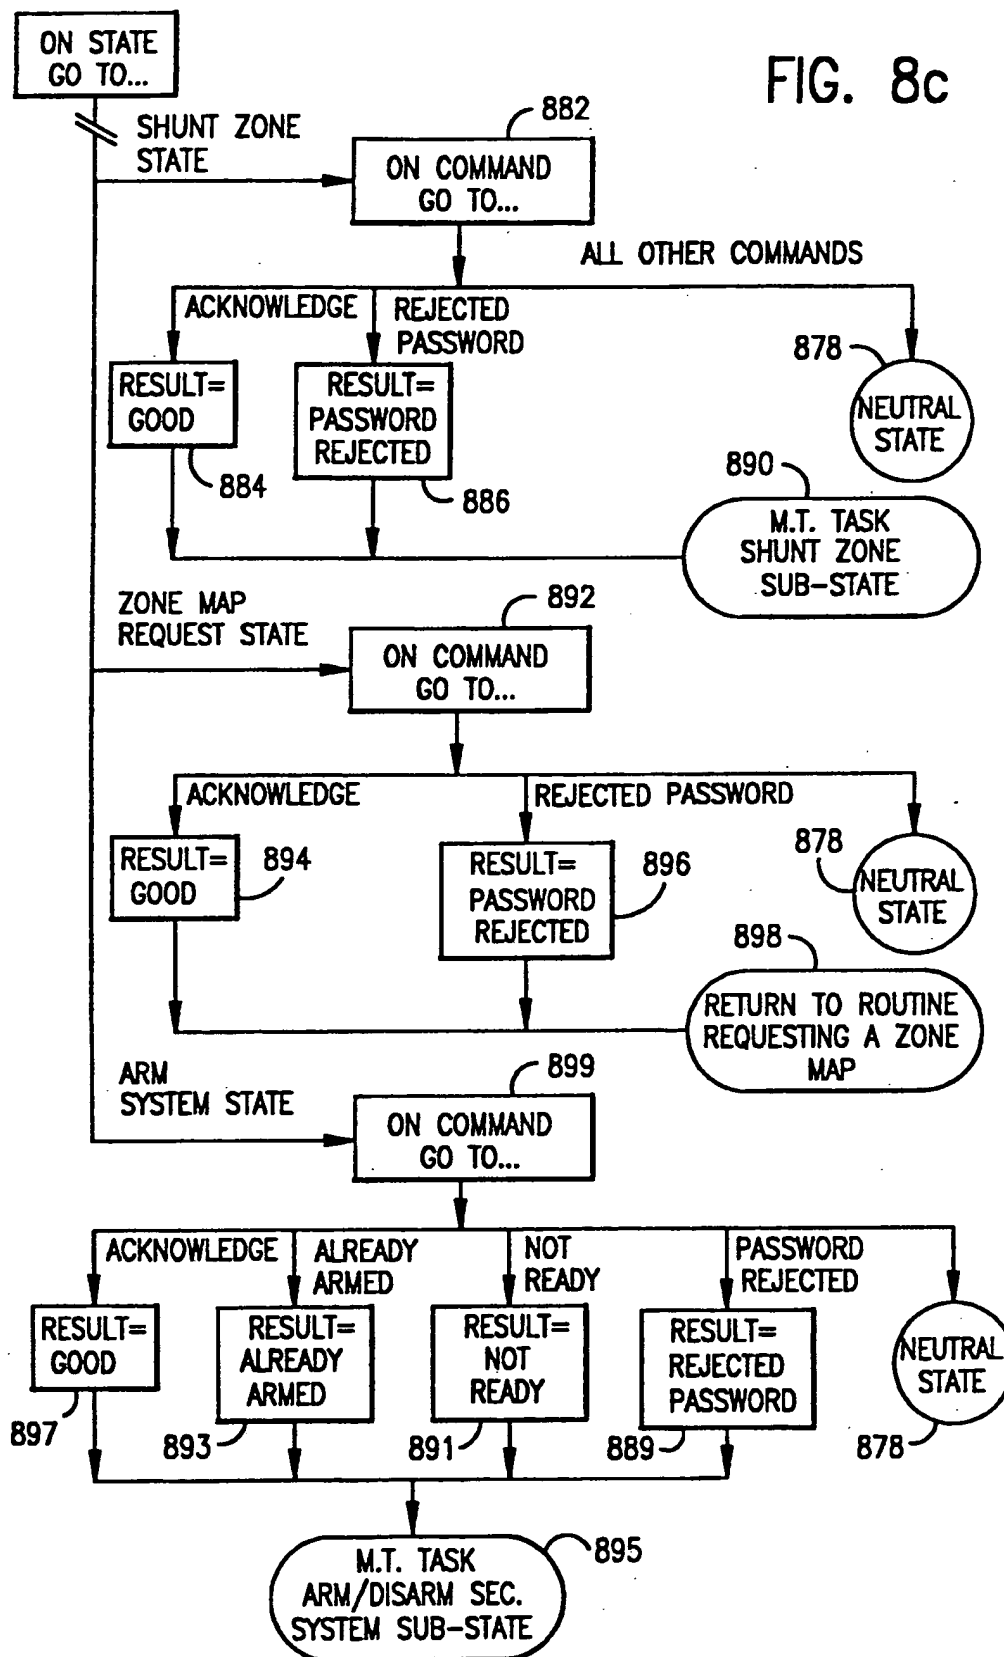 ON STATE
GO TO...
FIG. 8c
SHUNT ZONE
STATE
882
ON COMMAND
GO TO...
ALL OTHER COMMANDS
ACKNOWLEDGE
REJECTED
PASSWORD
878
RESULT=
GOOD
RESULT=
PASSWORD
REJECTED
NEUTRAL
STATE
884
886
890
M.T. TASK
SHUNT ZONE
SUB-STATE
ZONE MAP
REQUEST STATE
892
ON COMMAND
GO TO...
ACKNOWLEDGE
REJECTED PASSWORD
RESULT=
GOOD
894
RESULT=
PASSWORD
REJECTED
896
878
NEUTRAL
STATE
898
RETURN TO ROUTINE
REQUESTING A ZONE
MAP
ARM
SYSTEM STATE
899
ON COMMAND
GO TO...
ACKNOWLEDGE
ALREADY
ARMED
NOT
READY
PASSWORD
REJECTED
RESULT=
GOOD
RESULT=
ALREADY
ARMED
RESULT=
NOT
READY
RESULT=
REJECTED
PASSWORD
NEUTRAL
STATE
897
893
891
889
878
895
M.T. TASK
ARM/DISARM SEC.
SYSTEM SUB-STATE